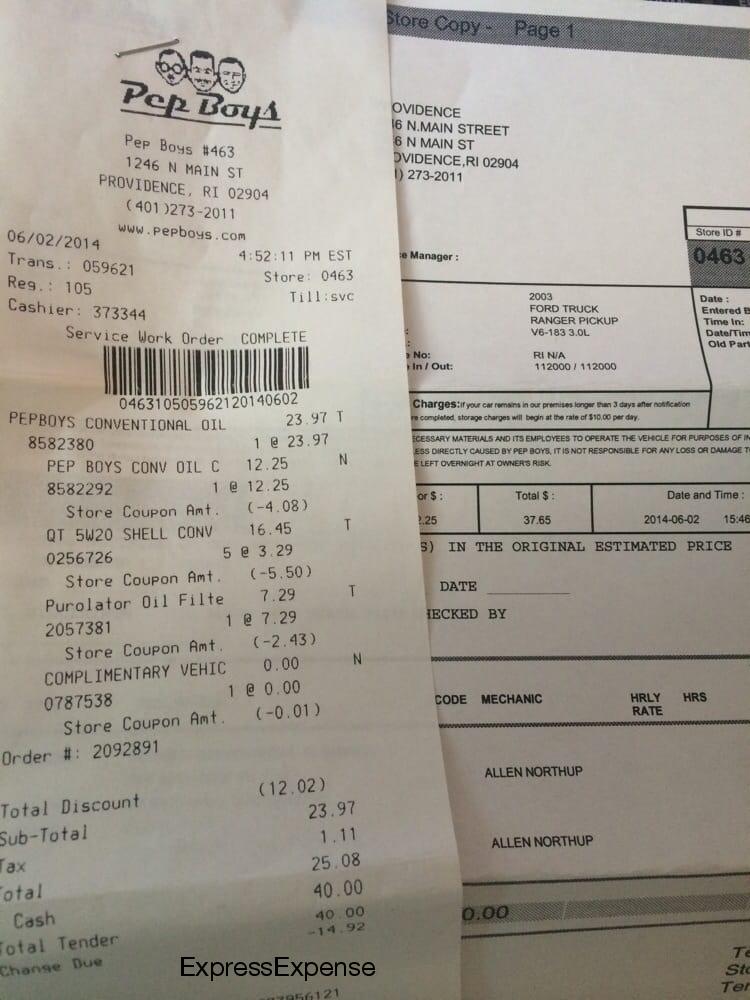 Pep Boys
Pep Boys #463
1246 N MAIN ST
PROVIDENCE, RI 02904
(401)273-2011
www.pepboys.com
06/02/2014 4:52:11 PM EST
Trans.: 059621 Store: 0463
Reg.: 105 Till:svc
Cashier: 373344
Service Work Order COMPLETE
046310505962120140602
PEPBOYS CONVENTIONAL OIL 23.97 T
8582380 1 @ 23.97
PEP BOYS CONV OIL C 12.25 N
8582292 1 @ 12.25
Store Coupon Amt. (-4.08)
QT 5W20 SHELL CONV 16.45 T
0256726 5 @ 3.29
Store Coupon Amt. (-5.50)
Purolator Oil Filte 7.29 T
2057381 1 @ 7.29
Store Coupon Amt. (-2.43)
COMPLIMENTARY VEHIC 0.00 N
0787538 1 @ 0.00
Store Coupon Amt. (-0.01)
Order #: 2092891
Total Discount (12.02)
Sub-Total 23.97
Tax 1.11
Total 25.08
Cash 40.00
Total Tender 40.00
Change Due -14.92
ExpressExpense
Store Copy - Page 1
OVIDENCE
6 N.MAIN STREET
6 N MAIN ST
OVIDENCE,RI 02904
) 273-2011
Store ID #
0463
e Manager :
2003
FORD TRUCK
RANGER PICKUP
V6-183 3.0L
No: RI N/A
In / Out: 112000 / 112000
Date :
Entered B
Time In:
Date/Tim
Old Part
Charges: If your car remains in our premises longer than 3 days after notification
re completed, storage charges will begin at the rate of $10.00 per day.
CESSARY MATERIALS AND ITS EMPLOYEES TO OPERATE THE VEHICLE FOR PURPOSES OF IN
ESS DIRECTLY CAUSED BY PEP BOYS, IT IS NOT RESPONSIBLE FOR ANY LOSS OR DAMAGE T
E LEFT OVERNIGHT AT OWNER'S RISK.
or $ : Total $ : Date and Time :
2.25 37.65 2014-06-02 15:46
S) IN THE ORIGINAL ESTIMATED PRICE
DATE
HECKED BY
CODE MECHANIC HRLY RATE HRS
ALLEN NORTHUP
ALLEN NORTHUP
0.00
Te
Sto
Ter